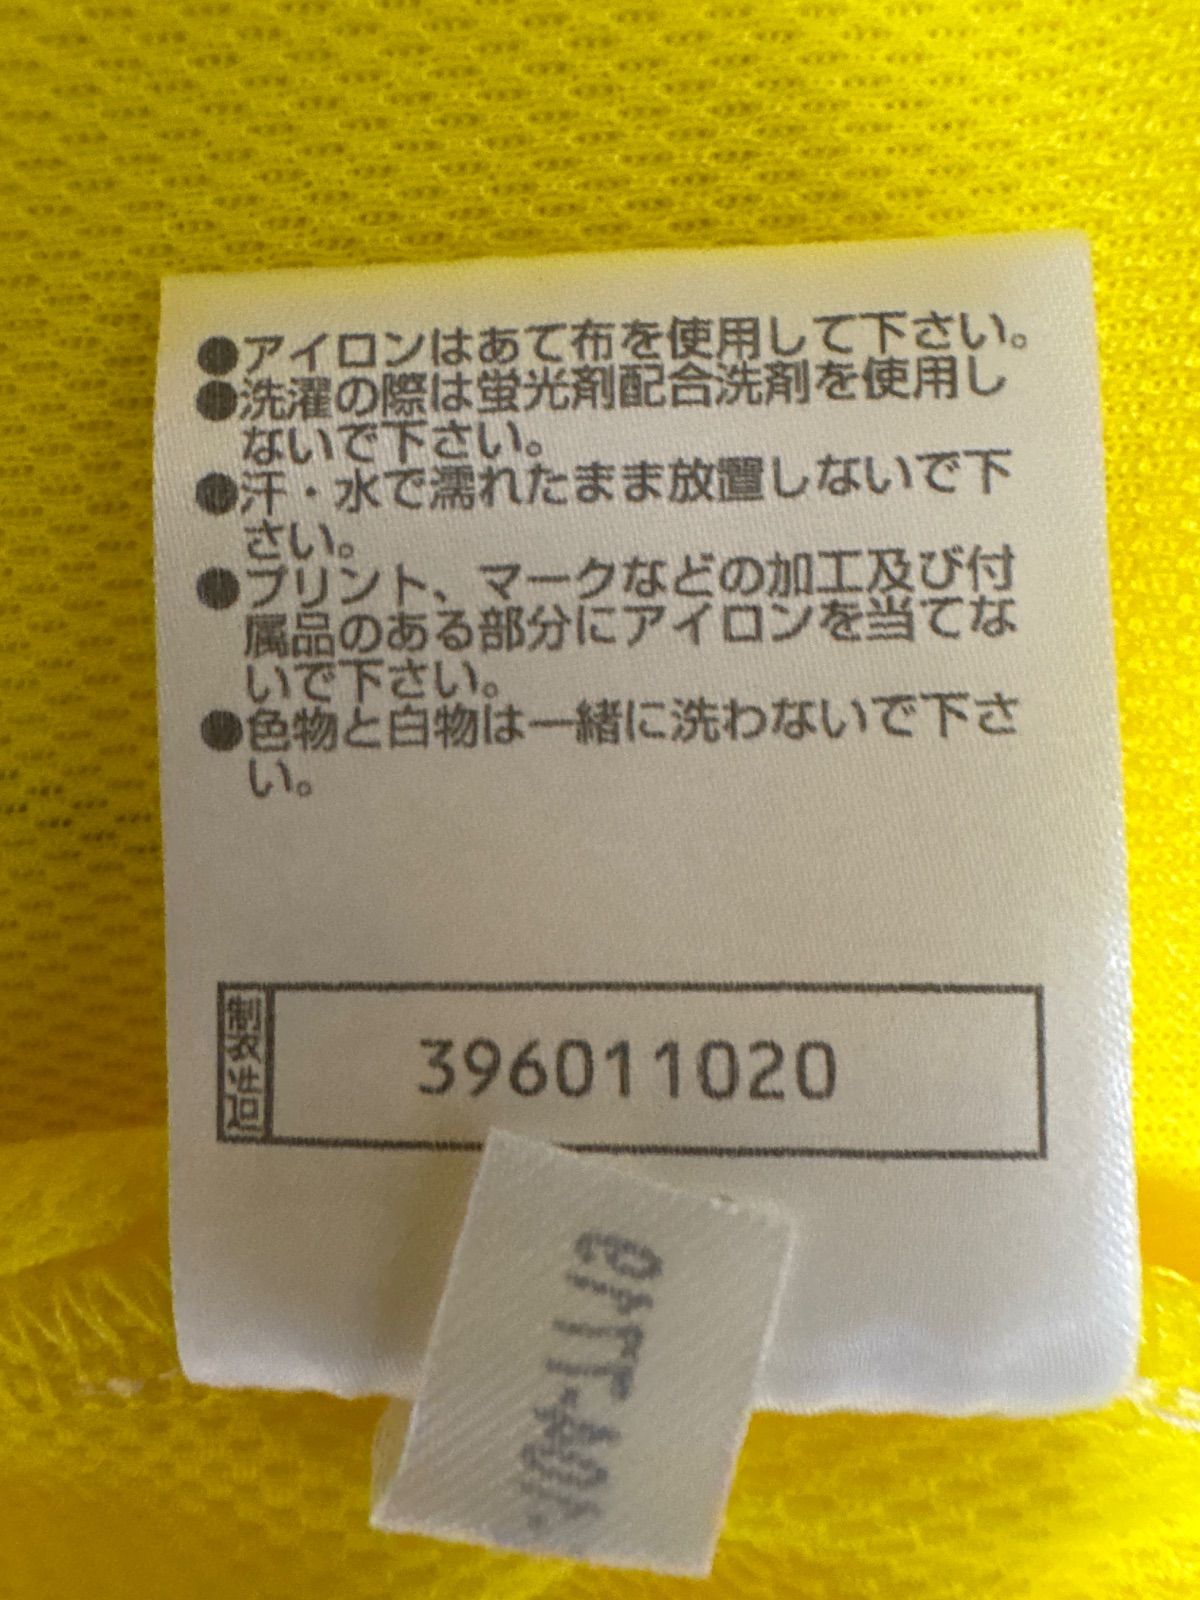 ●アイロンはあて布を使用して下さい。
●洗濯の際は蛍光剤配合洗剤を使用し
ないで下さい。
●汗・水で濡れたまま放置しないで下
さい。
●プリント、マークなどの加工及び付
属品のある部分にアイロンを当てな
いで下さい。
●色物と白物は一緒に洗わないで下さ
い。
製造
396011020